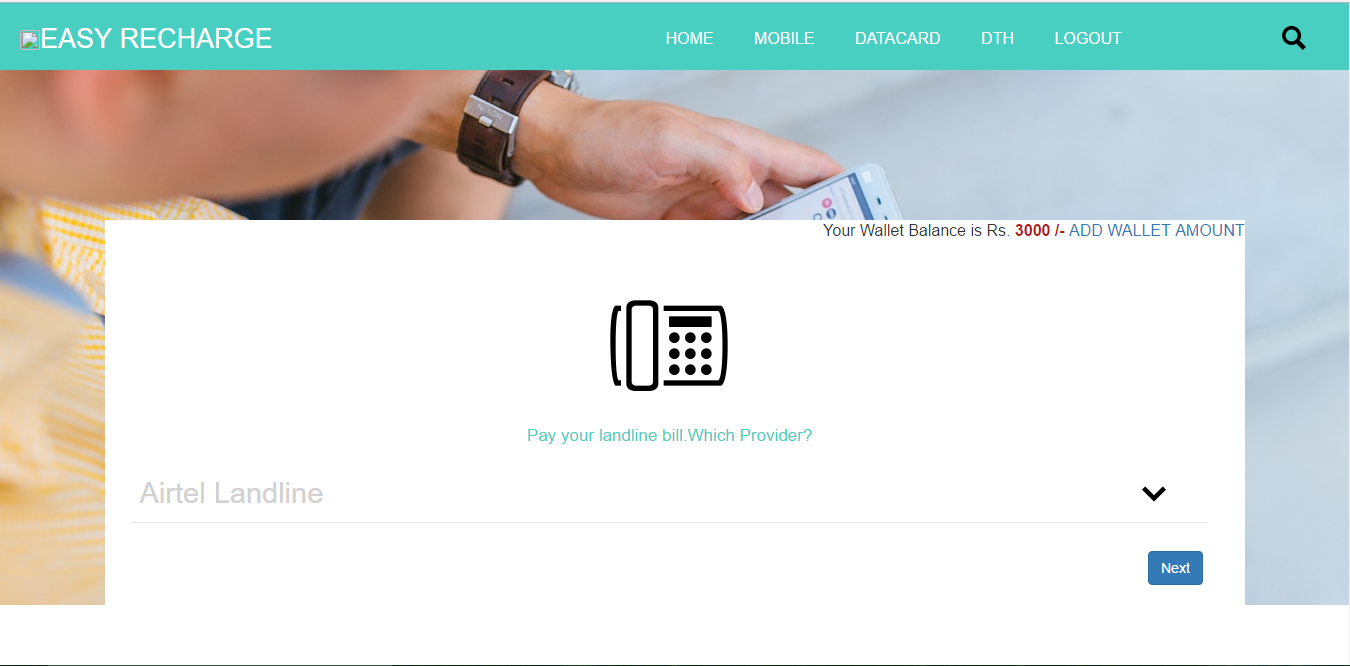 EASY RECHARGE HOME MOBILE DATACARD DTH LOGOUT
NIXON
Your Wallet Balance is Rs. 3000 /- ADD WALLET AMOUNT
Pay your landline bill.Which Provider?
Airtel Landline
Next